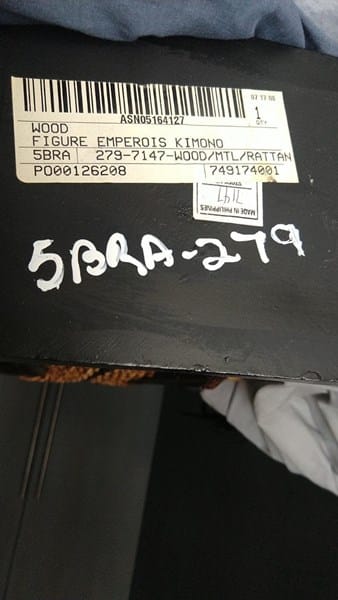 07 17 08
ASN05164127
1
QTY
WOOD
FIGURE EMPEROIS KIMONO
5BRA 279-7147-WOOD/MTL/RATTAN
PO00126208 749174001
MADE IN PHILIPPINES
7147
5BRA-279